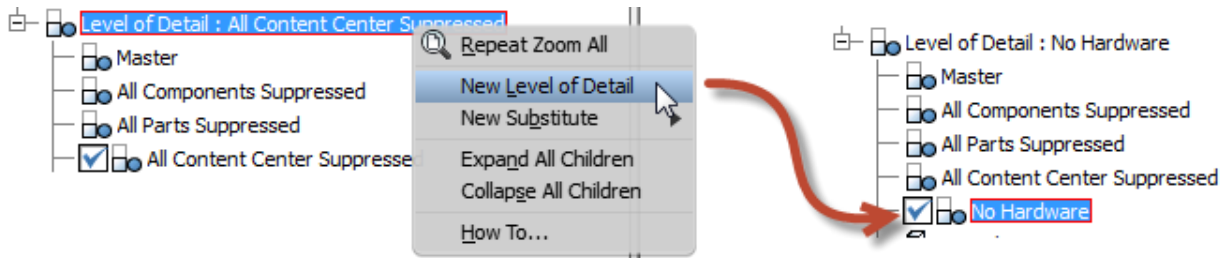 Level of Detail : All Content Center Suppressed
Master
All Components Suppressed
All Parts Suppressed
All Content Center Suppressed
Repeat Zoom All
New Level of Detail
New Substitute
Expand All Children
Collapse All Children
How To...
Level of Detail : No Hardware
Master
All Components Suppressed
All Parts Suppressed
All Content Center Suppressed
No Hardware